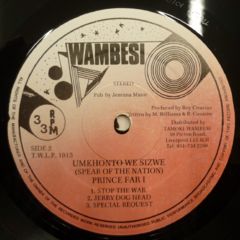 WAMBESI
STEREO
Pub by Jemana Music
33
RPM
Produced by Roy Cousins
Written by M. Williams & R. Cousins
SIDE 2
T.W.L.P. 1013
Distributed by
TAMOKI WAMBESI
Liverpool
UMKHONTO WE SIZWE
(SPEAR OF THE NATION)
PRINCE FAR I
1. STOP THE WAR
2. JERRY DOG HEAD
3. SPECIAL REQUEST